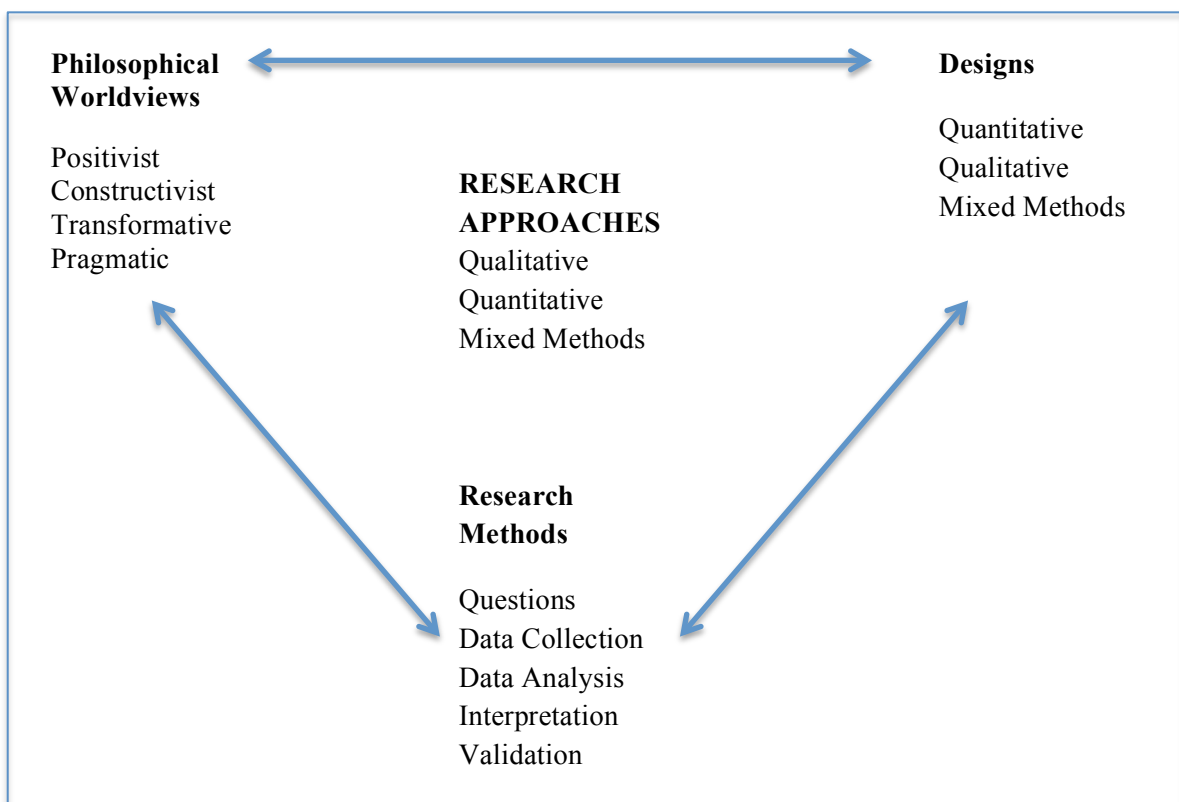 Philosophical
Worldviews
Positivist
Constructivist
Transformative
Pragmatic
RESEARCH
APPROACHES
Qualitative
Quantitative
Mixed Methods
Designs
Quantitative
Qualitative
Mixed Methods
Research
Methods
Questions
Data Collection
Data Analysis
Interpretation
Validation